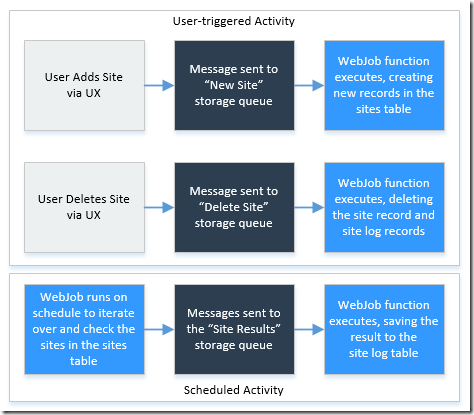 User-triggered Activity
User Adds Site
via UX
Message sent to
“New Site”
storage queue
WebJob function
executes, creating
new records in the
sites table
User Deletes Site
via UX
Message sent to
“Delete Site”
storage queue
WebJob function
executes, deleting
the site record and
site log records
WebJob runs on
schedule to iterate
over and check the
sites in the sites
table
Messages sent to
the “Site Results”
storage queue
WebJob function
executes, saving the
result to the
site log table
Scheduled Activity